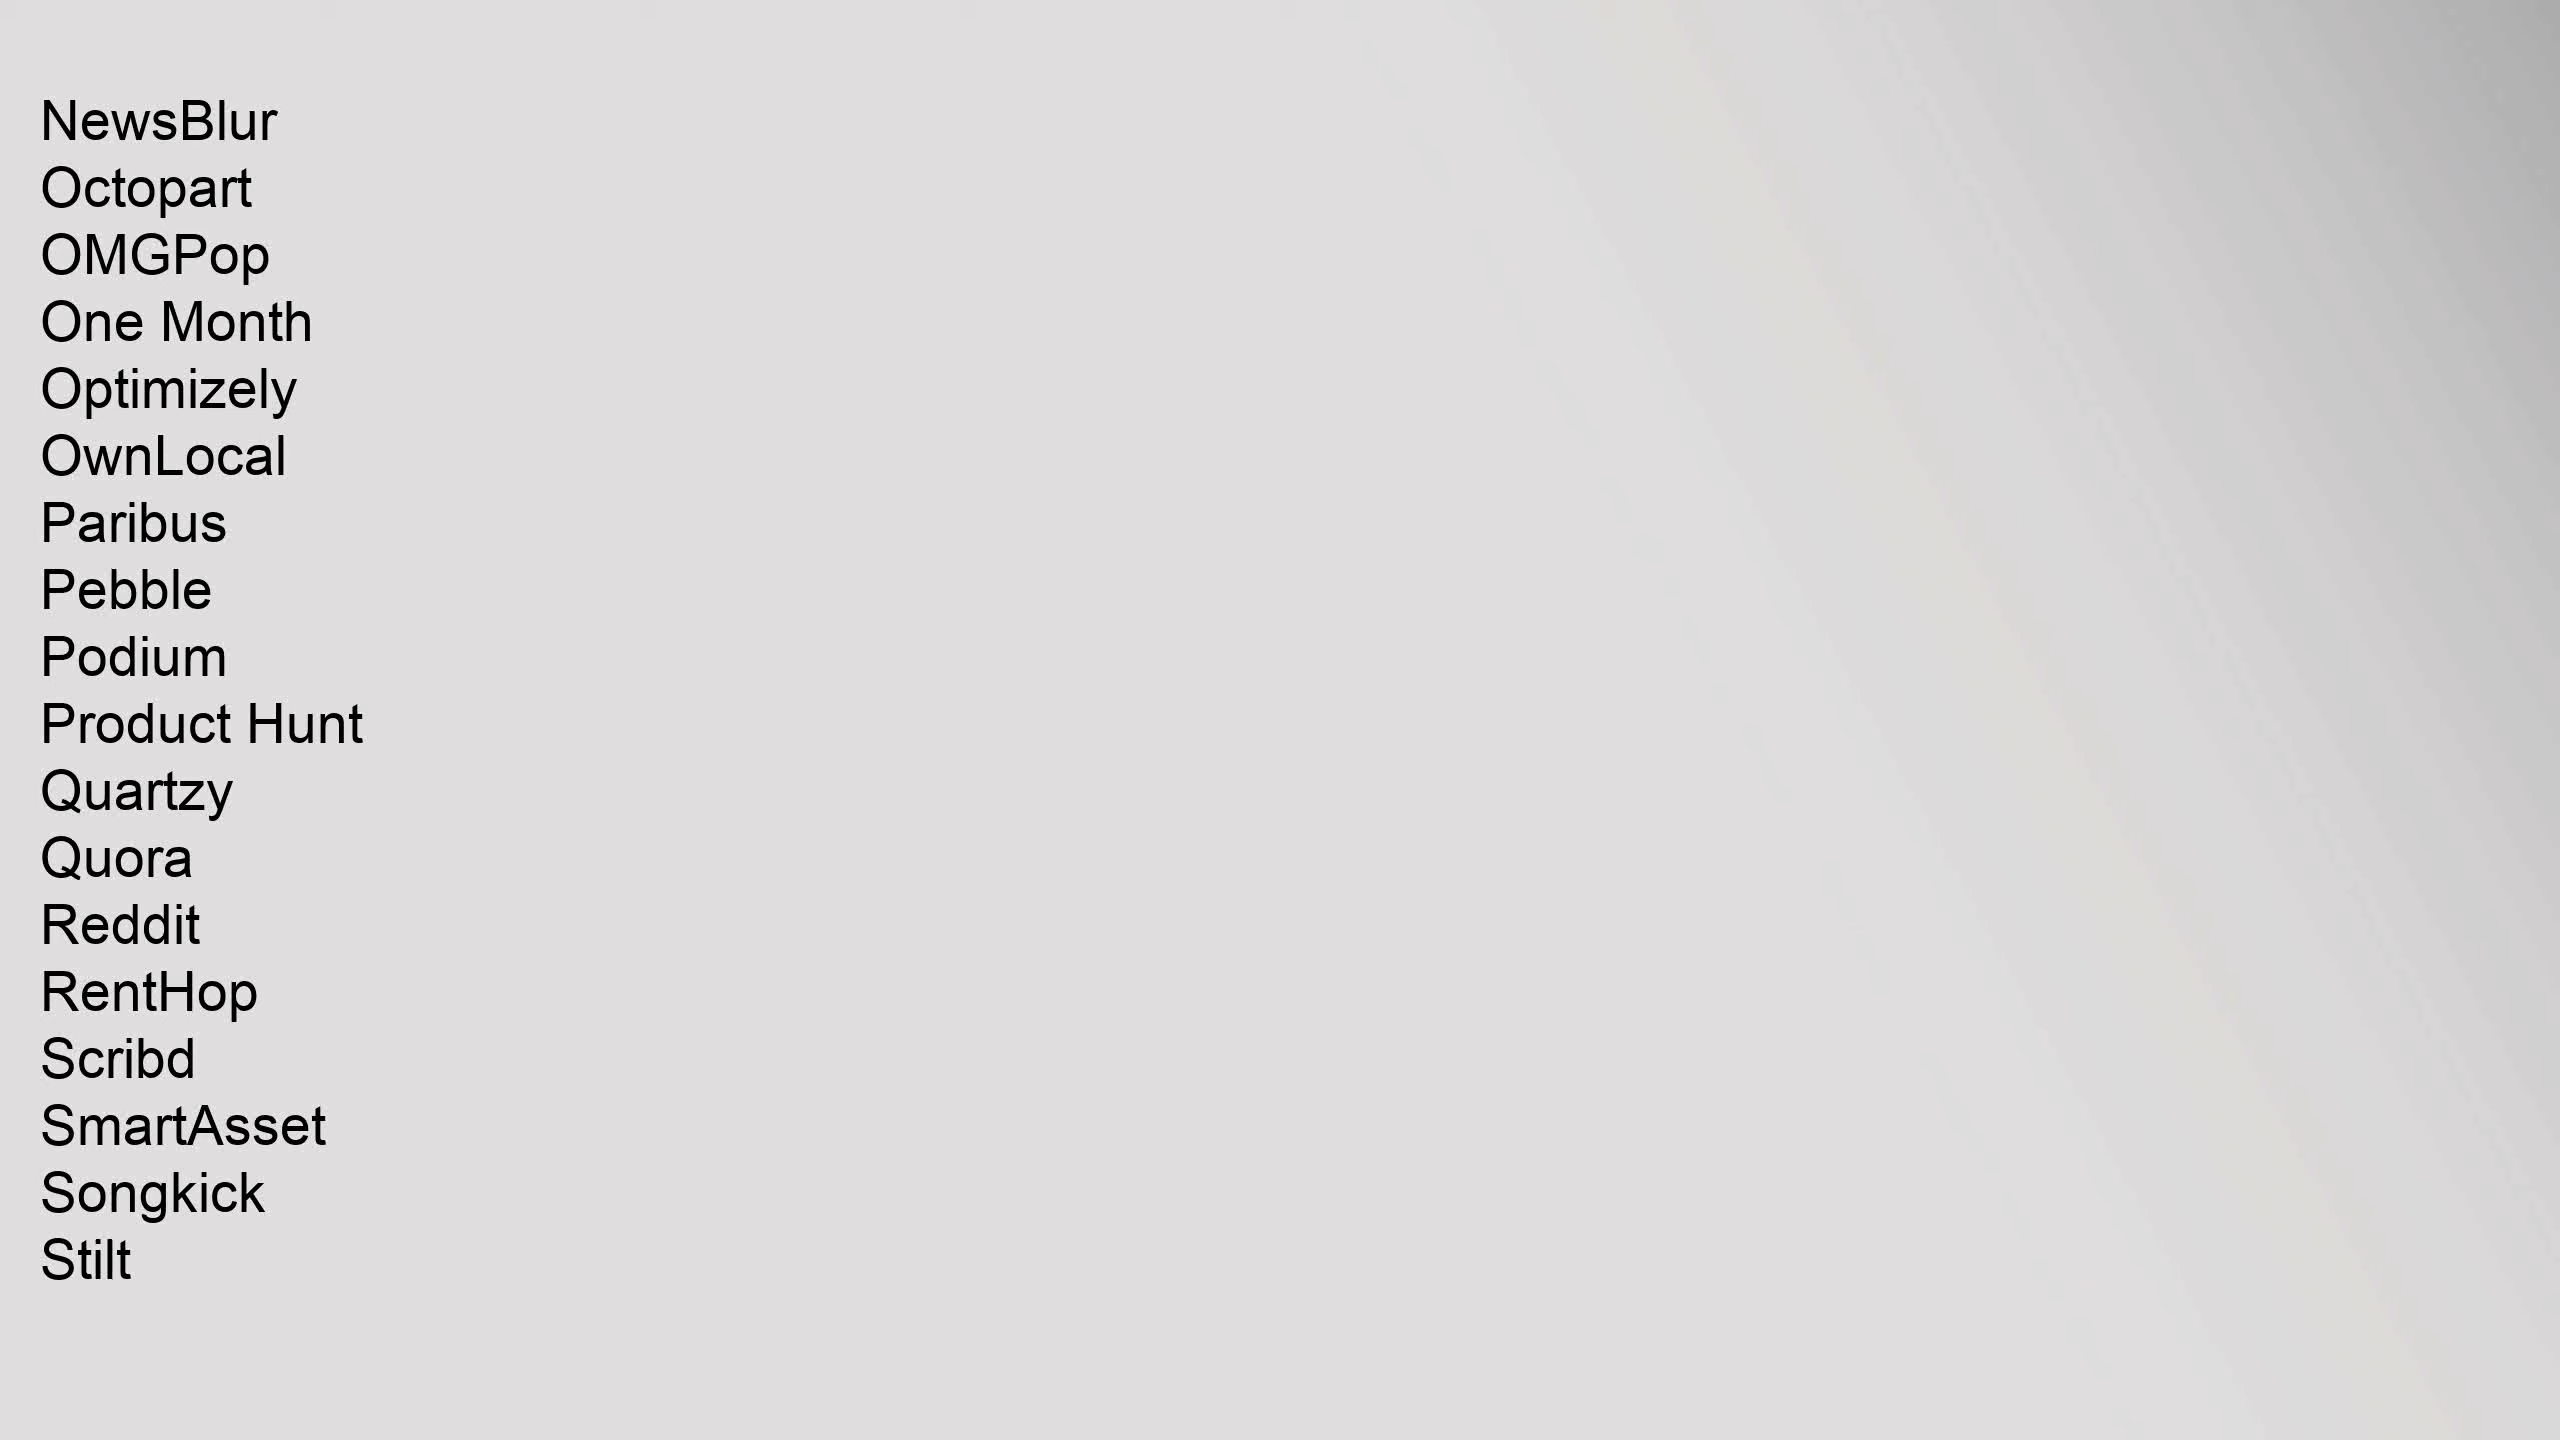 NewsBlur
Octopart
OMGPop
One Month
Optimizely
OwnLocal
Paribus
Pebble
Podium
Product Hunt
Quartzy
Quora
Reddit
RentHop
Scribd
SmartAsset
Songkick
Stilt